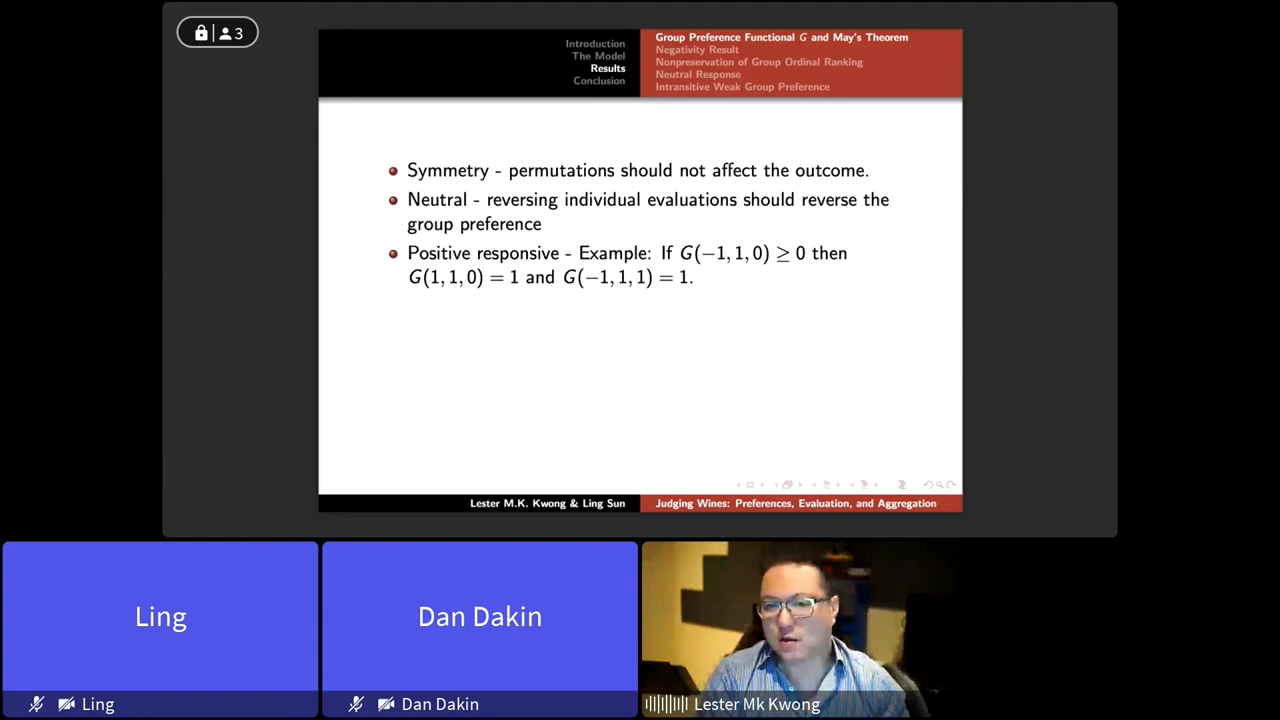 3
Introduction
The Model
Results
Conclusion
Group Preference Functional G and May's Theorem
Negativity Result
Nonpreservation of Group Ordinal Ranking
Neutral Response
Intransitive Weak Group Preference
Symmetry - permutations should not affect the outcome.
Neutral - reversing individual evaluations should reverse the
group preference
Positive responsive - Example: If G(−1, 1, 0) ≥ 0 then
G(1, 1, 0) = 1 and G(−1, 1, 1) = 1.
Lester M.K. Kwong & Ling Sun
Judging Wines: Preferences, Evaluation, and Aggregation
Ling
Dan Dakin
Ling
Dan Dakin
Lester Mk Kwong